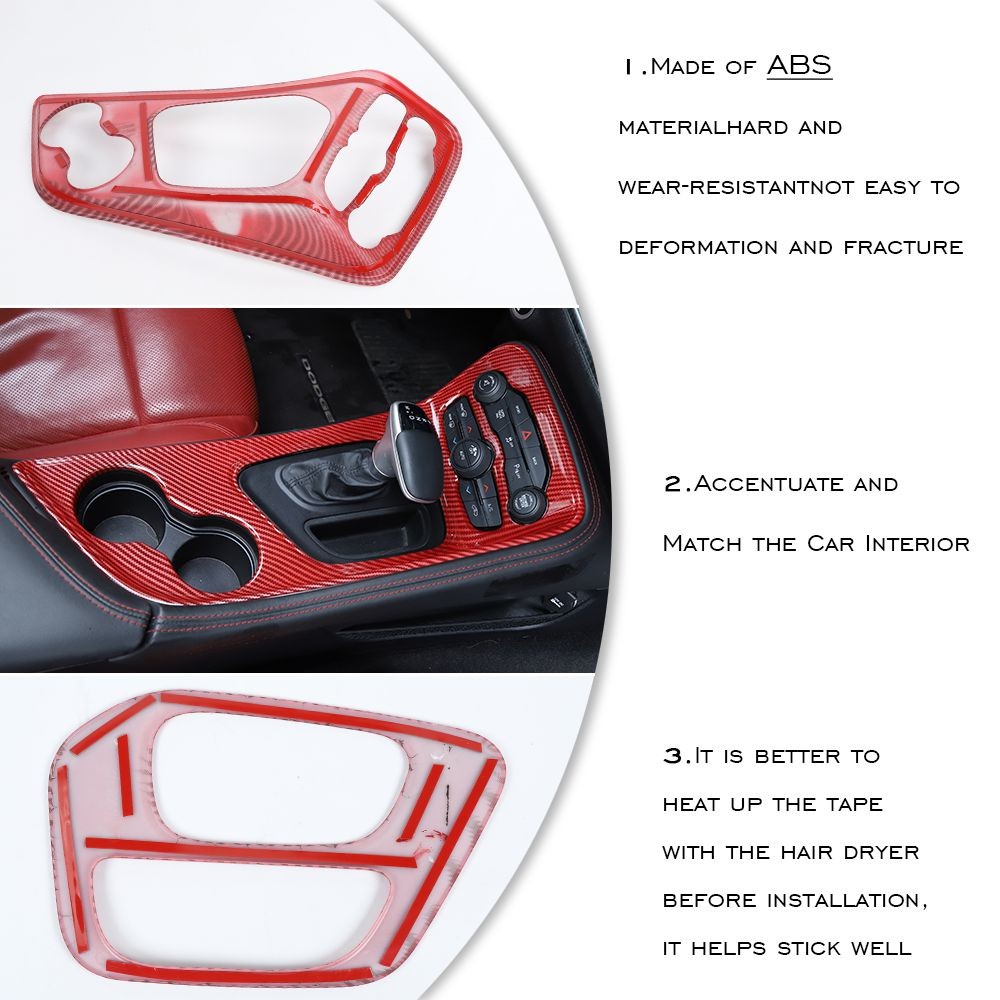 1.Made of ABS
materialhard and
wear-resistantnot easy to
deformation and fracture
DODGE
2.Accentuate and
Match the Car Interior
3.It is better to
heat up the tape
with the hair dryer
before installation,
it helps stick well